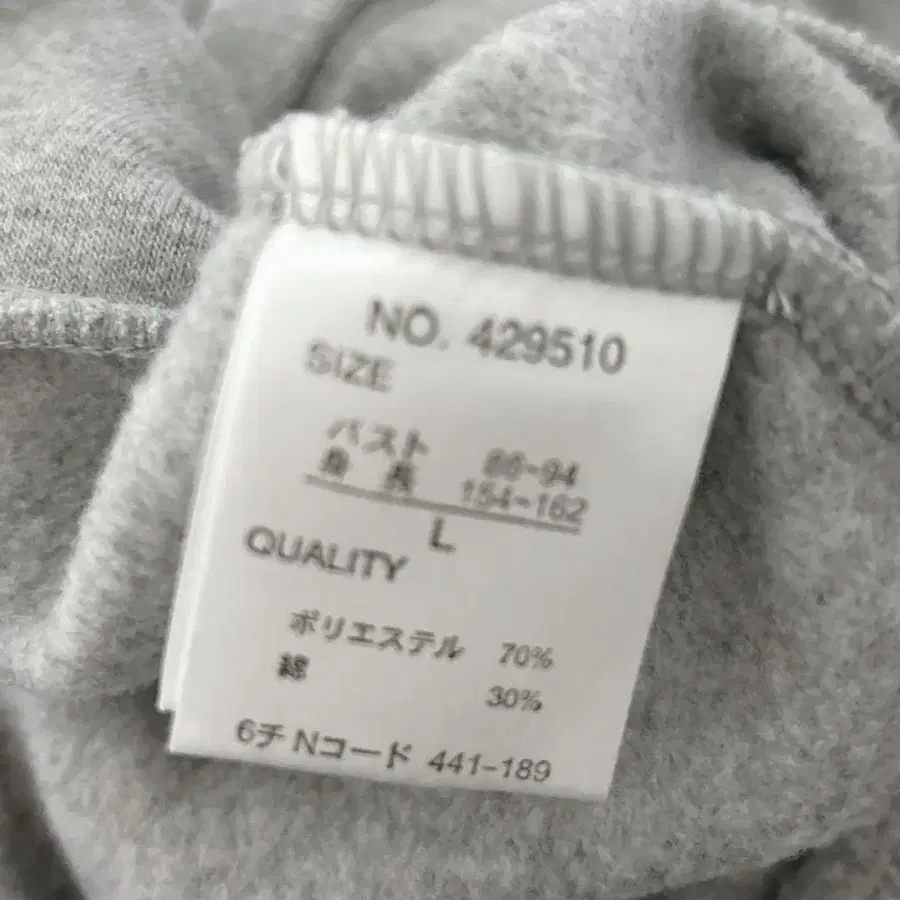 NO. 429510
SIZE
バスト 86-94
身長 154-162
L
QUALITY
ポリエステル 70%
綿 30%
6チ Nコード 441-189